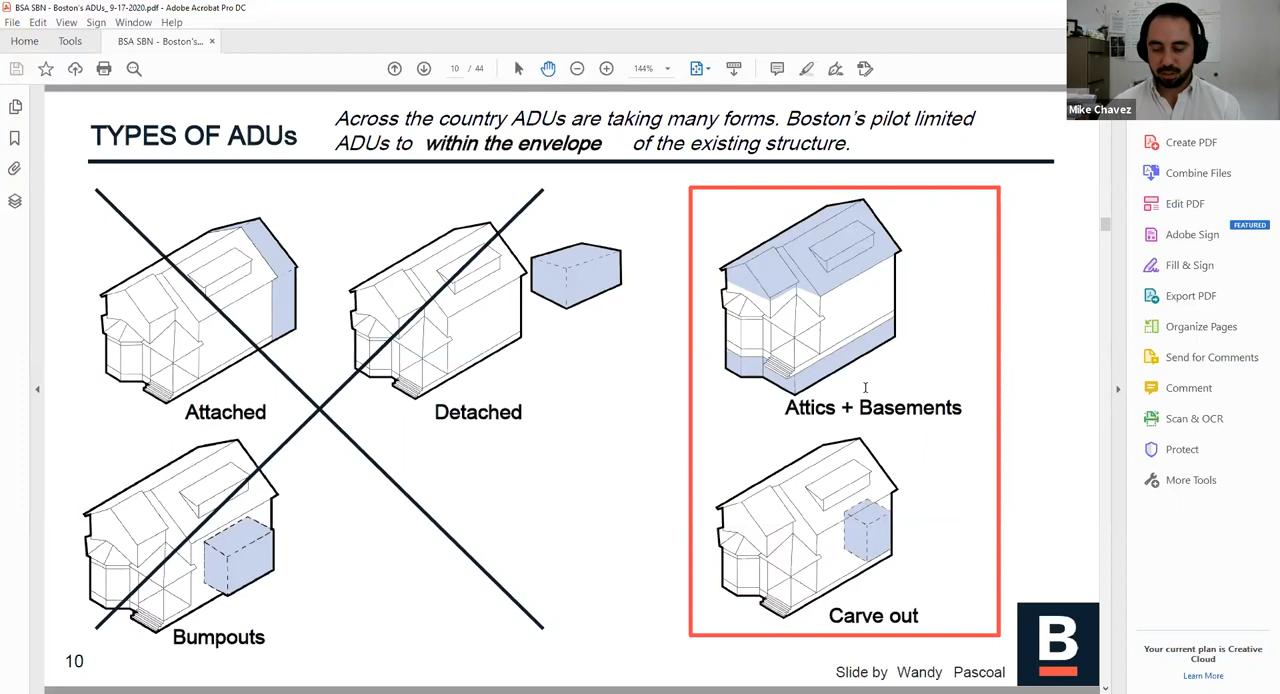 BSA SBN - Boston's ADUs_ 9-17-2020.pdf - Adobe Acrobat Pro DC
File Edit View Sign Window Help
Home Tools BSA SBN - Boston's... ×
10 / 44 144%
Mike Chavez
TYPES OF ADUs
Across the country ADUs are taking many forms. Boston's pilot limited
ADUs to within the envelope of the existing structure.
Attached
Detached
Bumpouts
Attics + Basements
Carve out
10
Slide by Wandy Pascoal
B
Create PDF
Combine Files
Edit PDF
FEATURED
Adobe Sign
Fill & Sign
Export PDF
Organize Pages
Send for Comments
Comment
Scan & OCR
Protect
More Tools
Your current plan is Creative
Cloud
Learn More